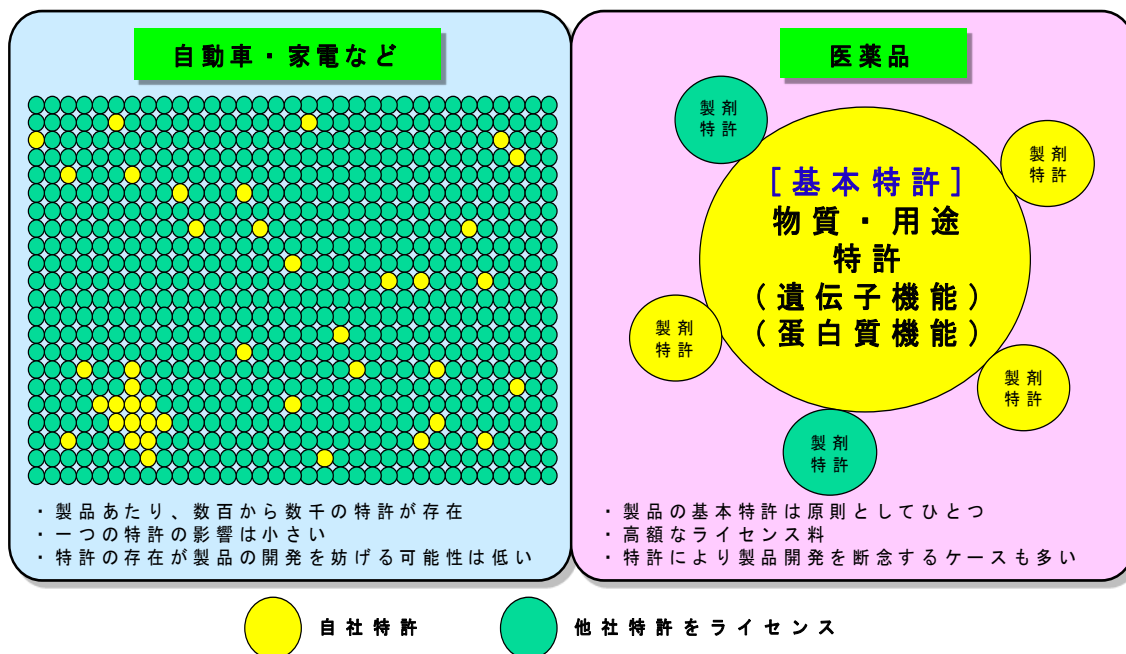 自動車・家電など
・製品あたり、数百から数千の特許が存在
・一つの特許の影響は小さい
・特許の存在が製品の開発を妨げる可能性は低い
医薬品
製剤
特許
製剤
特許
[基本特許]
物質・用途
特許
(遺伝子機能)
(蛋白質機能)
製剤
特許
製剤
特許
製剤
特許
・製品の基本特許は原則としてひとつ
・高額なライセンス料
・特許により製品開発を断念するケースも多い
自社特許
他社特許をライセンス